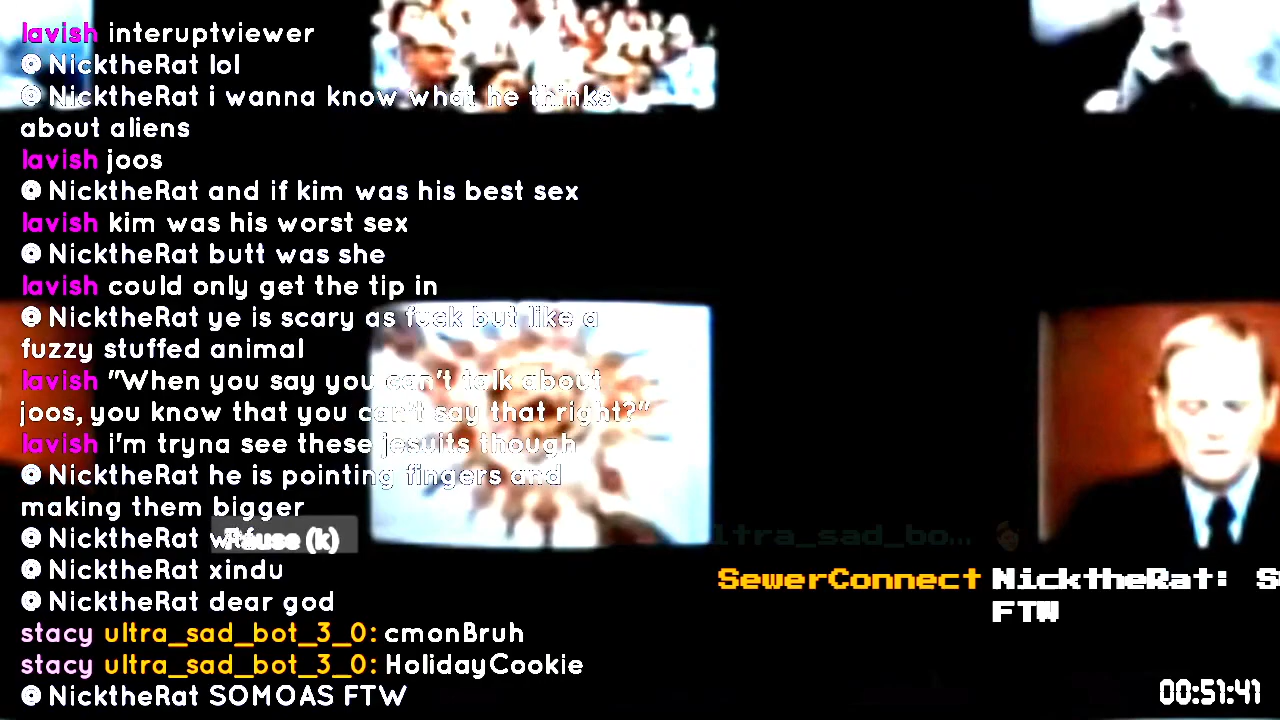 lavish interuptviewer
@ NicktheRat lol
@ NicktheRat i wanna know what he thinks
about aliens
lavish joos
@ NicktheRat and if kim was his best sex
lavish kim was his worst sex
@ NicktheRat butt was she
lavish could only get the tip in
@ NicktheRat ye is scary as fuck but like a
fuzzy stuffed animal
lavish "When you say you can't talk about
joos, you know that you can't say that right?"
lavish i'm tryna see these jesuits though
@ NicktheRat he is pointing fingers and
making them bigger
@ NicktheRat
Pause (k)
@ NicktheRat xindu
@ NicktheRat dear god
stacy ultra_sad_bot_3_0: cmonBruh
stacy ultra_sad_bot_3_0: HolidayCookie
@ NicktheRat SOMOAS FTW
ltra_sad_bo...
SewerConnect NicktheRat: S
FTW
00:51:41